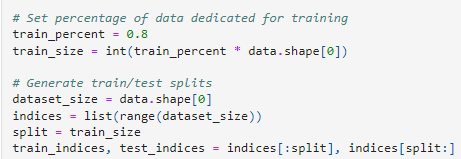 # Set percentage of data dedicated for training
train_percent = 0.8
train_size = int(train_percent * data.shape[0])
# Generate train/test splits
dataset_size = data.shape[0]
indices = list(range(dataset_size))
split = train_size
train_indices, test_indices = indices[:split], indices[split:]